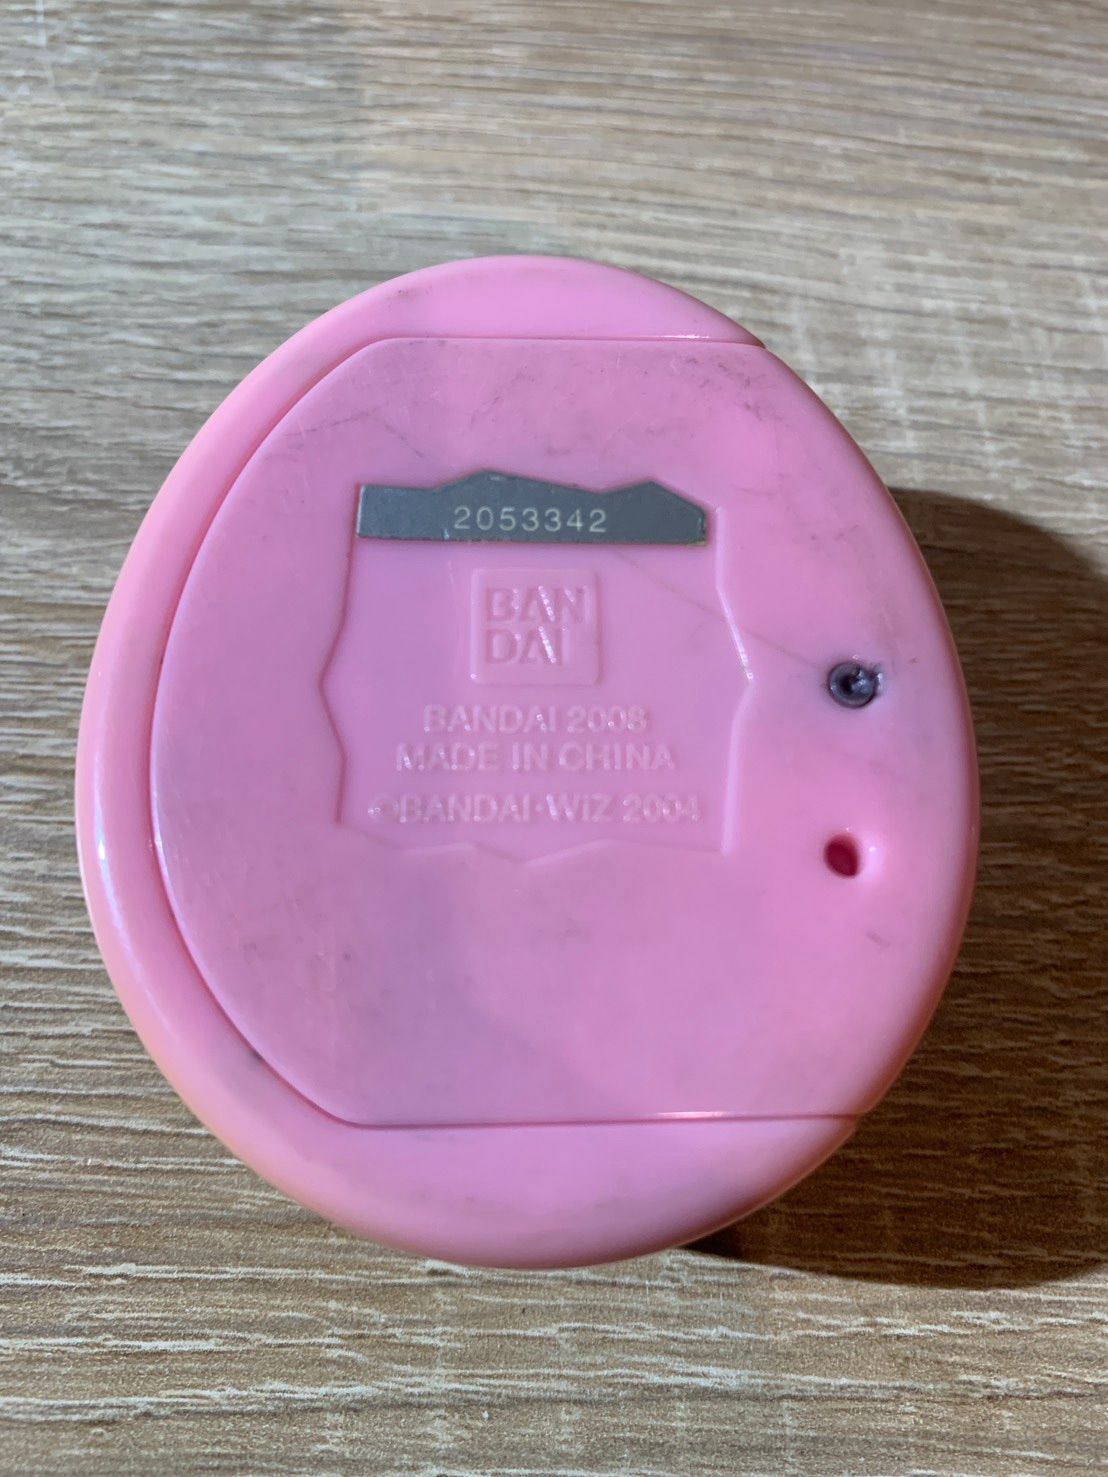 2053342
BAN
DAI
BANDAI 2008
MADE IN CHINA
©BANDAI·WiZ 2004